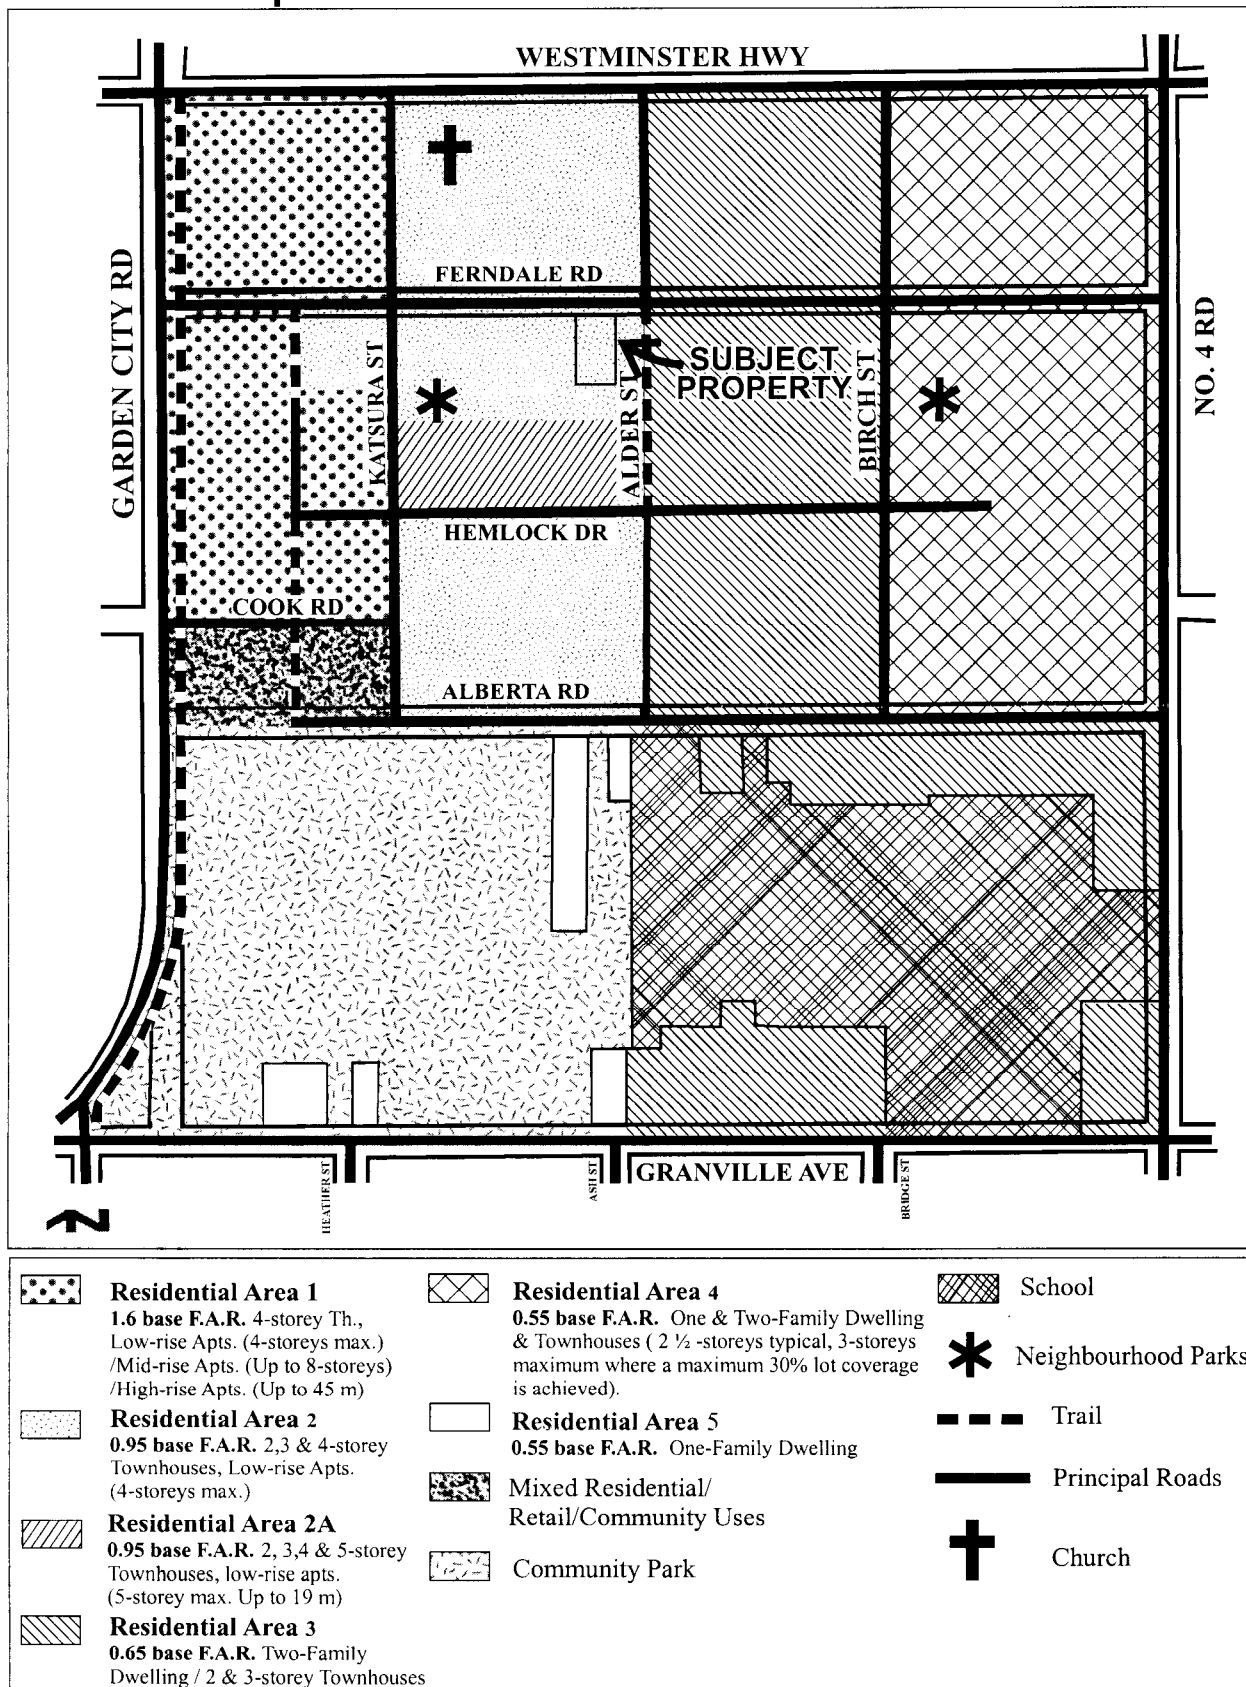 WESTMINSTER HWY
GARDEN CITY RD
FERNDALE RD
NO. 4 RD
KATSURA ST
SUBJECT
PROPERTY
ALDER ST
BIRCH ST
HEMLOCK DR
COOK RD
ALBERTA RD
HEATHER ST
ASH ST
GRANVILLE AVE
BRIDGE ST
Residential Area 1
1.6 base F.A.R. 4-storey Th.,
Low-rise Apts. (4-storeys max.)
/Mid-rise Apts. (Up to 8-storeys)
/High-rise Apts. (Up to 45 m)
Residential Area 2
0.95 base F.A.R. 2,3 & 4-storey
Townhouses, Low-rise Apts.
(4-storeys max.)
Residential Area 2A
0.95 base F.A.R. 2, 3,4 & 5-storey
Townhouses, low-rise apts.
(5-storey max. Up to 19 m)
Residential Area 3
0.65 base F.A.R. Two-Family
Dwelling / 2 & 3-storey Townhouses
Residential Area 4
0.55 base F.A.R. One & Two-Family Dwelling
& Townhouses ( 2 ½ -storeys typical, 3-storeys
maximum where a maximum 30% lot coverage
is achieved).
Residential Area 5
0.55 base F.A.R. One-Family Dwelling
Mixed Residential/
Retail/Community Uses
Community Park
School
Neighbourhood Parks
Trail
Principal Roads
Church